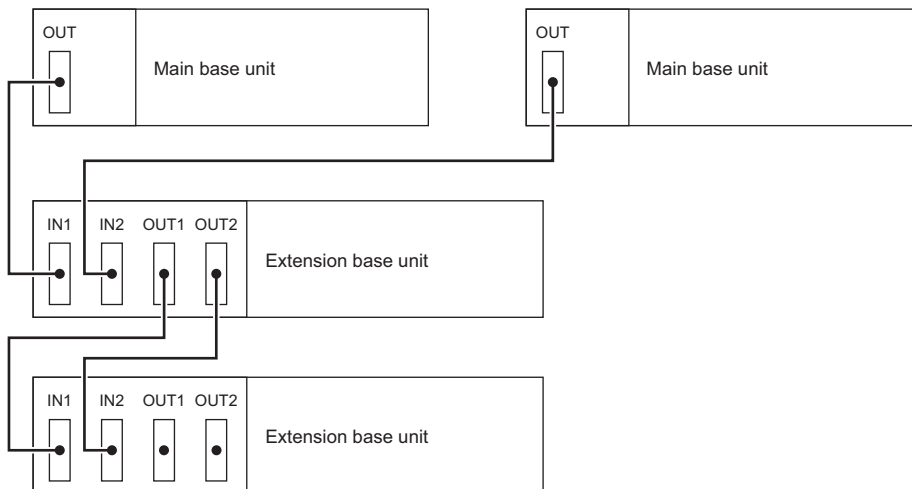 OUT
Main base unit
OUT
Main base unit
IN1 IN2 OUT1 OUT2
Extension base unit
IN1 IN2 OUT1 OUT2
Extension base unit